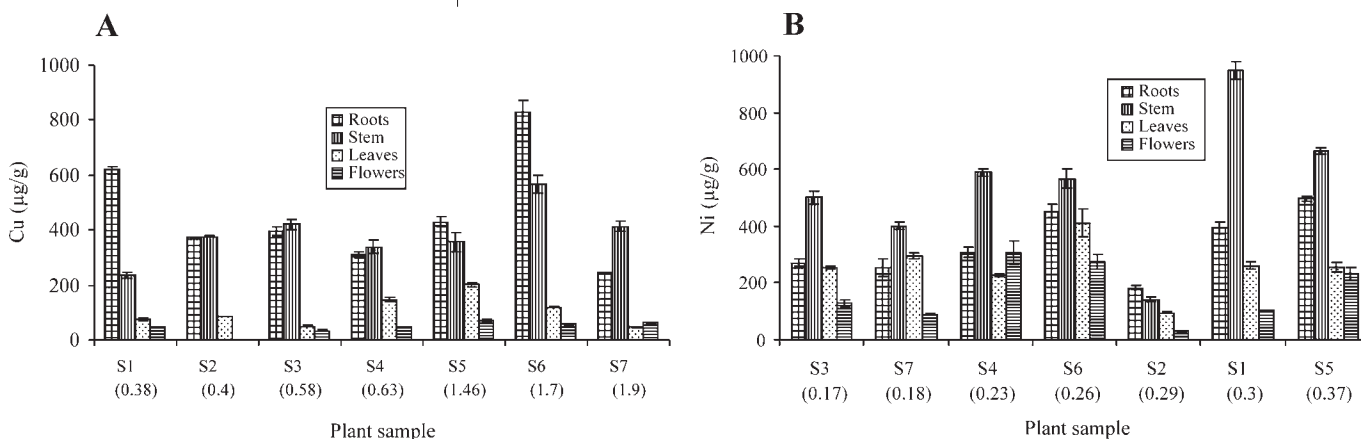 A
Cu (µg/g)
1000
800
600
400
200
0
Roots
Stem
Leaves
Flowers
S1 S2 S3 S4 S5 S6 S7
(0.38) (0.4) (0.58) (0.63) (1.46) (1.7) (1.9)
Plant sample
B
Ni (µg/g)
1000
800
600
400
200
0
Roots
Stem
Leaves
Flowers
S3 S7 S4 S6 S2 S1 S5
(0.17) (0.18) (0.23) (0.26) (0.29) (0.3) (0.37)
Plant sample